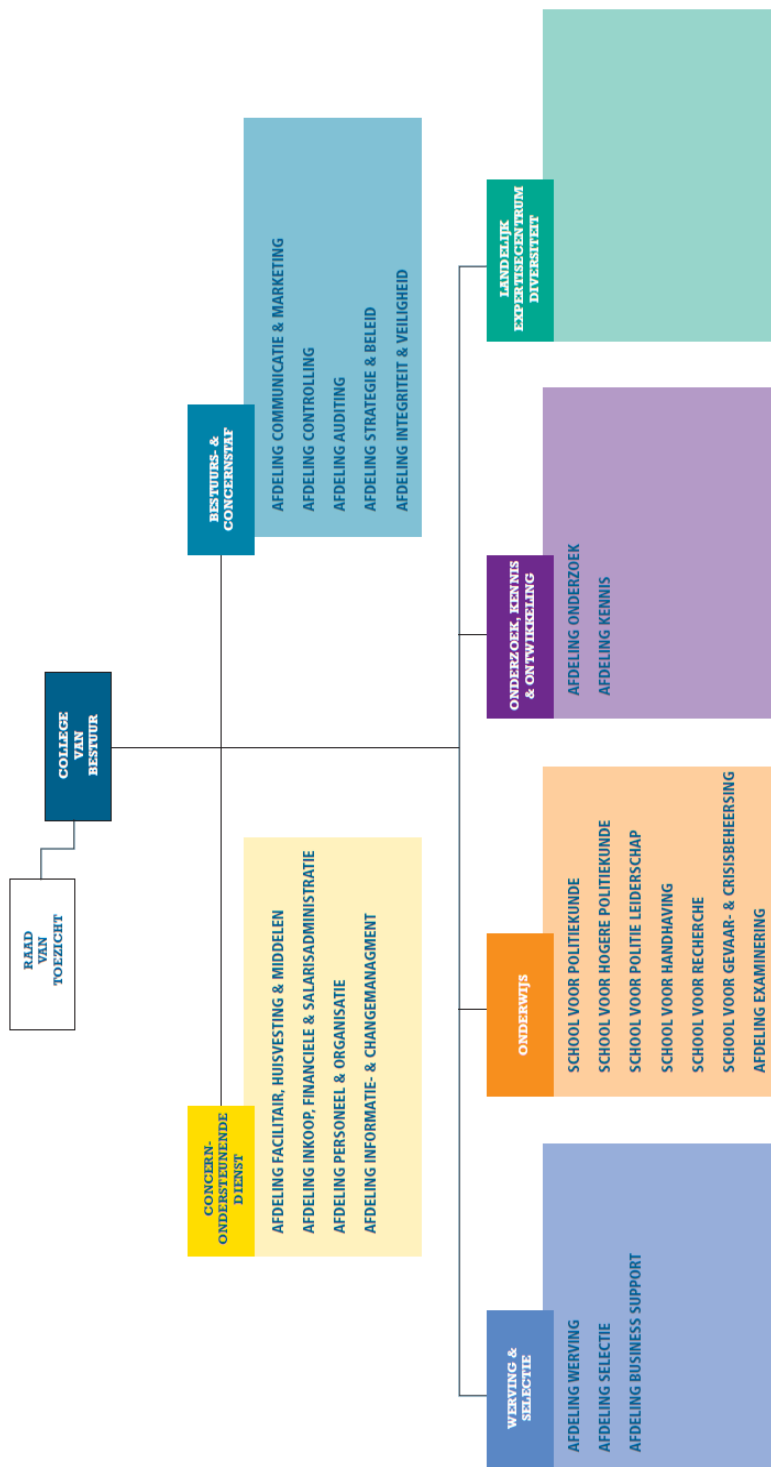 RAAD
VAN
TOEZICHT
COLLEGE
VAN
BESTUUR
CONCERN-
ONDERSTEUNENDE
DIENST
AFDELING FACILITAIR, HUISVESTING & MIDDELEN
AFDELING INKOOP, FINANCIELE & SALARISADMINISTRATIE
AFDELING PERSONEEL & ORGANISATIE
AFDELING INFORMATIE- & CHANGEMANAGMENT
BESTUURS- &
CONCERNSTAF
AFDELING COMMUNICATIE & MARKETING
AFDELING CONTROLLING
AFDELING AUDITING
AFDELING STRATEGIE & BELEID
AFDELING INTEGRITEIT & VEILIGHEID
WERVING &
SELECTIE
AFDELING WERVING
AFDELING SELECTIE
AFDELING BUSINESS SUPPORT
ONDERWIJS
SCHOOL VOOR POLITIEKUNDE
SCHOOL VOOR HOGERE POLITIEKUNDE
SCHOOL VOOR POLITIE LEIDERSCHAP
SCHOOL VOOR HANDHAVING
SCHOOL VOOR RECHERCHE
SCHOOL VOOR GEVAAR- & CRISISBEHEERSING
AFDELING EXAMINERING
ONDERZOEK, KENNIS
& ONTWIKKELING
AFDELING ONDERZOEK
AFDELING KENNIS
LANDELIJK
EXPERTISECENTRUM
DIVERSITEIT